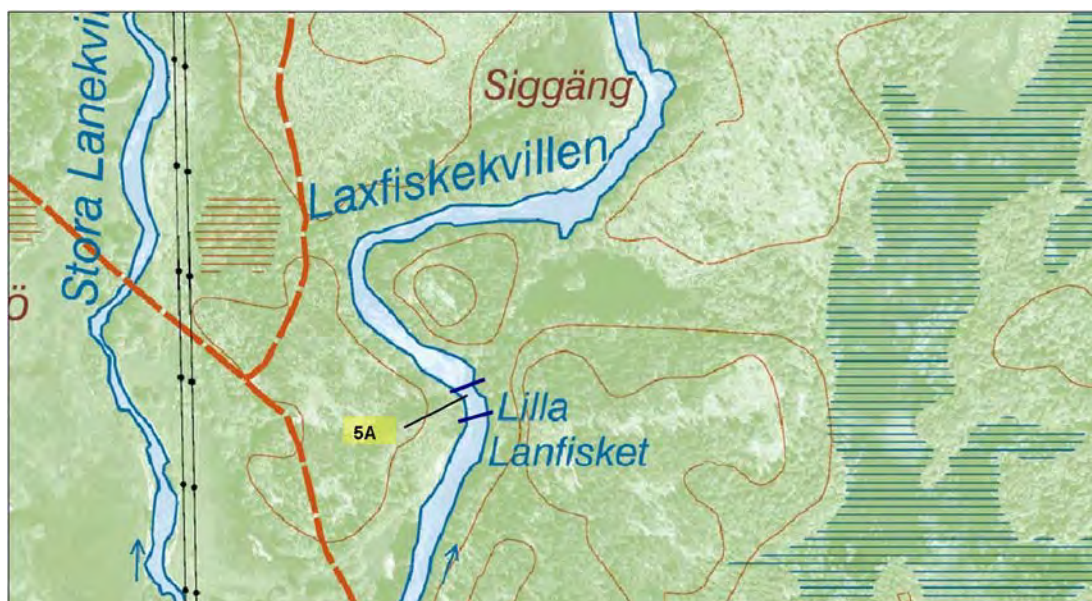 Stora Lanekvi
Siggäng
Laxfiskekvillen
Ö
5A
Lilla
Lanfisket